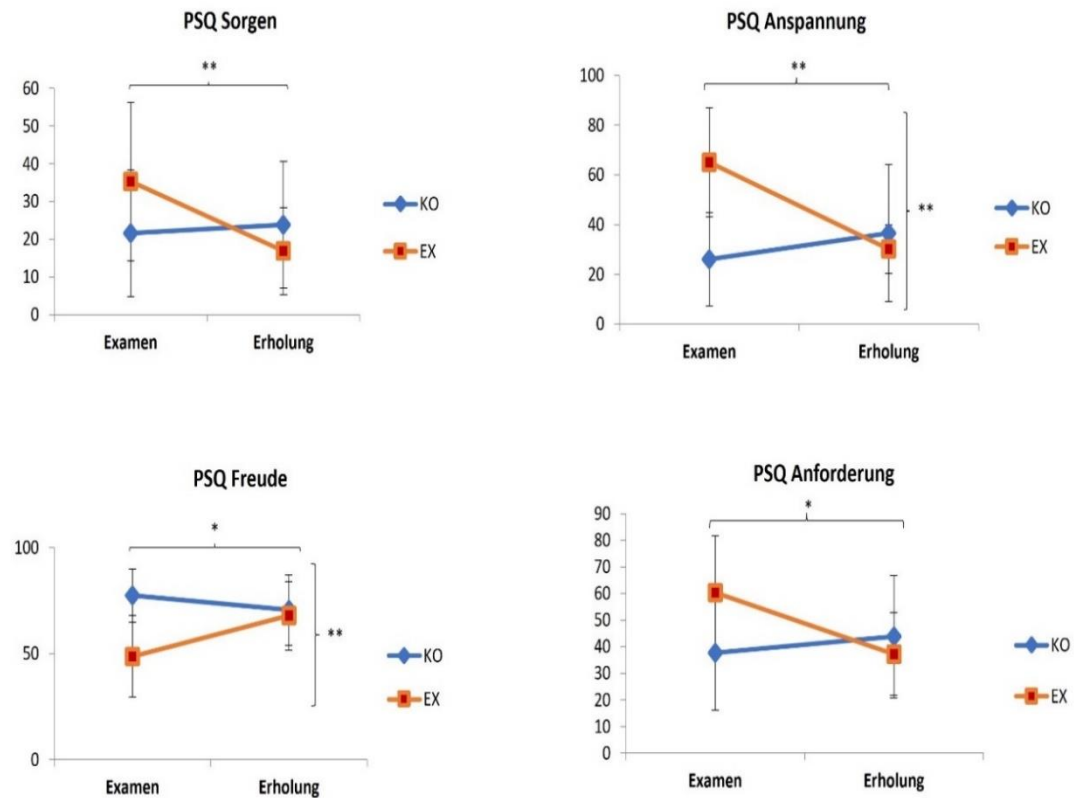 PSQ Sorgen
**
60
50
40
30
20
10
0
Examen Erholung
KO
EX
PSQ Anspannung
**
100
80
60
40
20
0
**
Examen Erholung
KO
EX
PSQ Freude
*
100
50
0
**
Examen Erholung
KO
EX
PSQ Anforderung
*
90
80
70
60
50
40
30
20
10
0
Examen Erholung
KO
EX